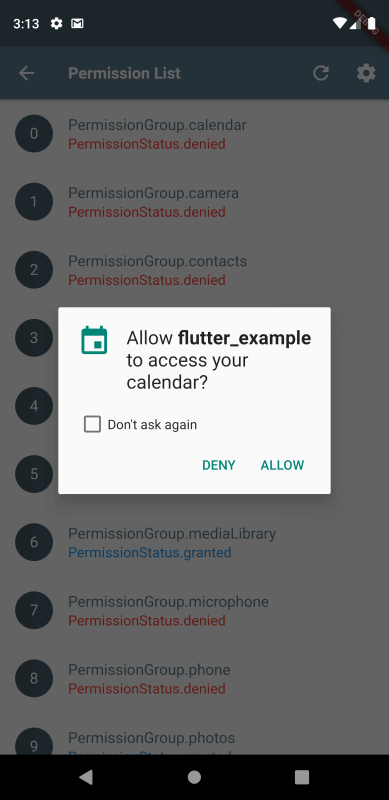 3:13
DEBUG
Permission List
0
PermissionGroup.calendar
PermissionStatus.denied
1
PermissionGroup.camera
PermissionStatus.denied
2
PermissionGroup.contacts
PermissionStatus.denied
3
Allow flutter_example
to access your
calendar?
4
Don't ask again
5
DENY ALLOW
6
PermissionGroup.mediaLibrary
PermissionStatus.granted
7
PermissionGroup.microphone
PermissionStatus.denied
8
PermissionGroup.phone
PermissionStatus.denied
9
PermissionGroup.photos